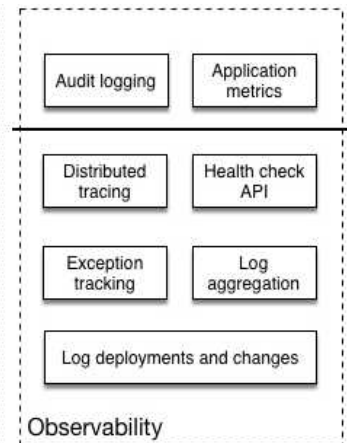 Audit logging
Application
metrics
Distributed
tracing
Health check
API
Exception
tracking
Log
aggregation
Log deployments and changes
Observability